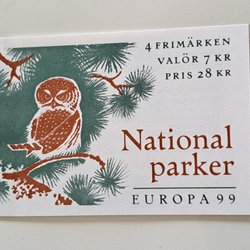 4 FRIMÄRKEN
VALÖR 7 KR
PRIS 28 KR
National
parker
EUROPA 99